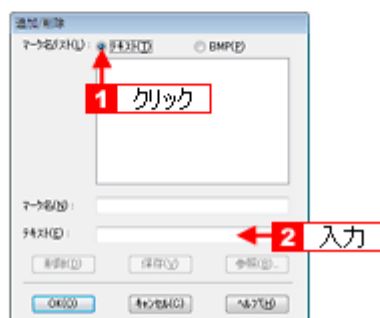 追加/削除
マーク名リスト(L): テキスト(T) BMP(P)
1 クリック
マーク名(N):
テキスト(E):
2 入力
削除(D) 保存(V) 参照(B)...
OK(O) キャンセル(C) ヘルプ(H)